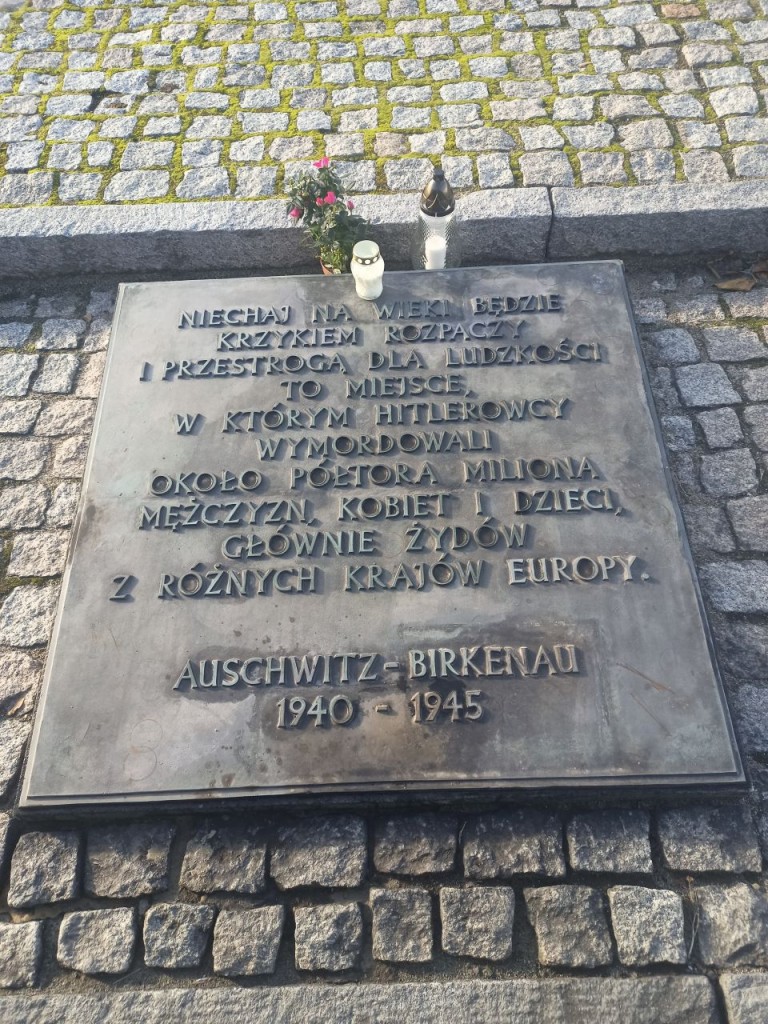 NIECHAJ NA WIEKI BĘDZIE
KRZYKIEM ROZPACZY
I PRZESTROGĄ DLA LUDZKOŚCI
TO MIEJSCE,
W KTÓRYM HITLEROWCY
WYMORDOWALI
OKOŁO PÓŁTORA MILIONA
MĘŻCZYZN, KOBIET I DZIECI,
GŁÓWNIE ŻYDÓW
Z RÓŻNYCH KRAJÓW EUROPY.
AUSCHWITZ - BIRKENAU
1940 - 1945